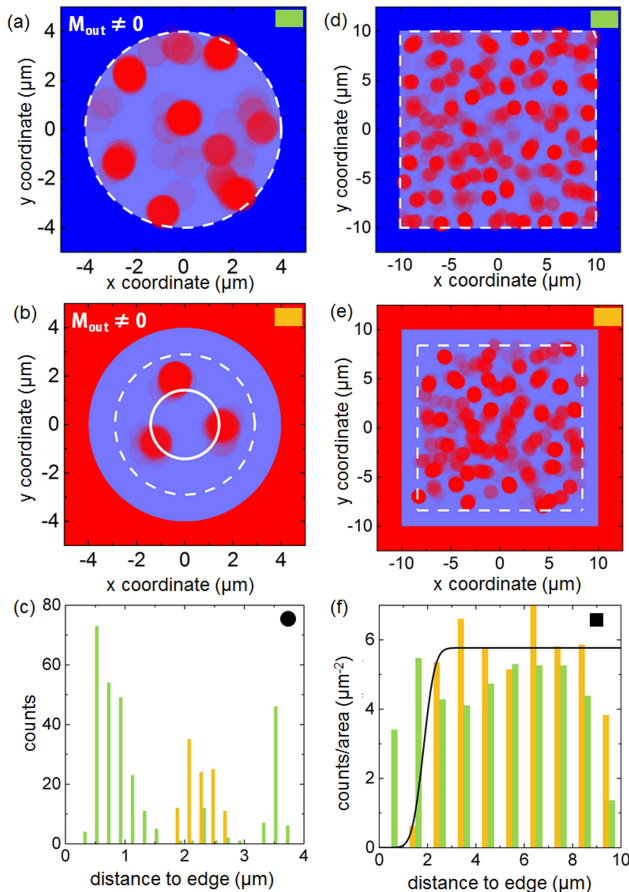 (a)
M_out ≠ 0
4
2
0
-2
-4
y coordinate (µm)
-4 -2 0 2 4
x coordinate (µm)
(d)
10
5
0
-5
-10
y coordinate (µm)
-10 -5 0 5 10
x coordinate (µm)
(b)
M_out ≠ 0
4
2
0
-2
-4
y coordinate (µm)
-4 -2 0 2 4
x coordinate (µm)
(e)
10
5
0
-5
-10
y coordinate (µm)
-10 -5 0 5 10
x coordinate (µm)
(c)
80
60
40
20
0
counts
0 1 2 3 4
distance to edge (µm)
(f)
6
4
2
0
counts/area (µm⁻²)
0 2 4 6 8 10
distance to edge (µm)